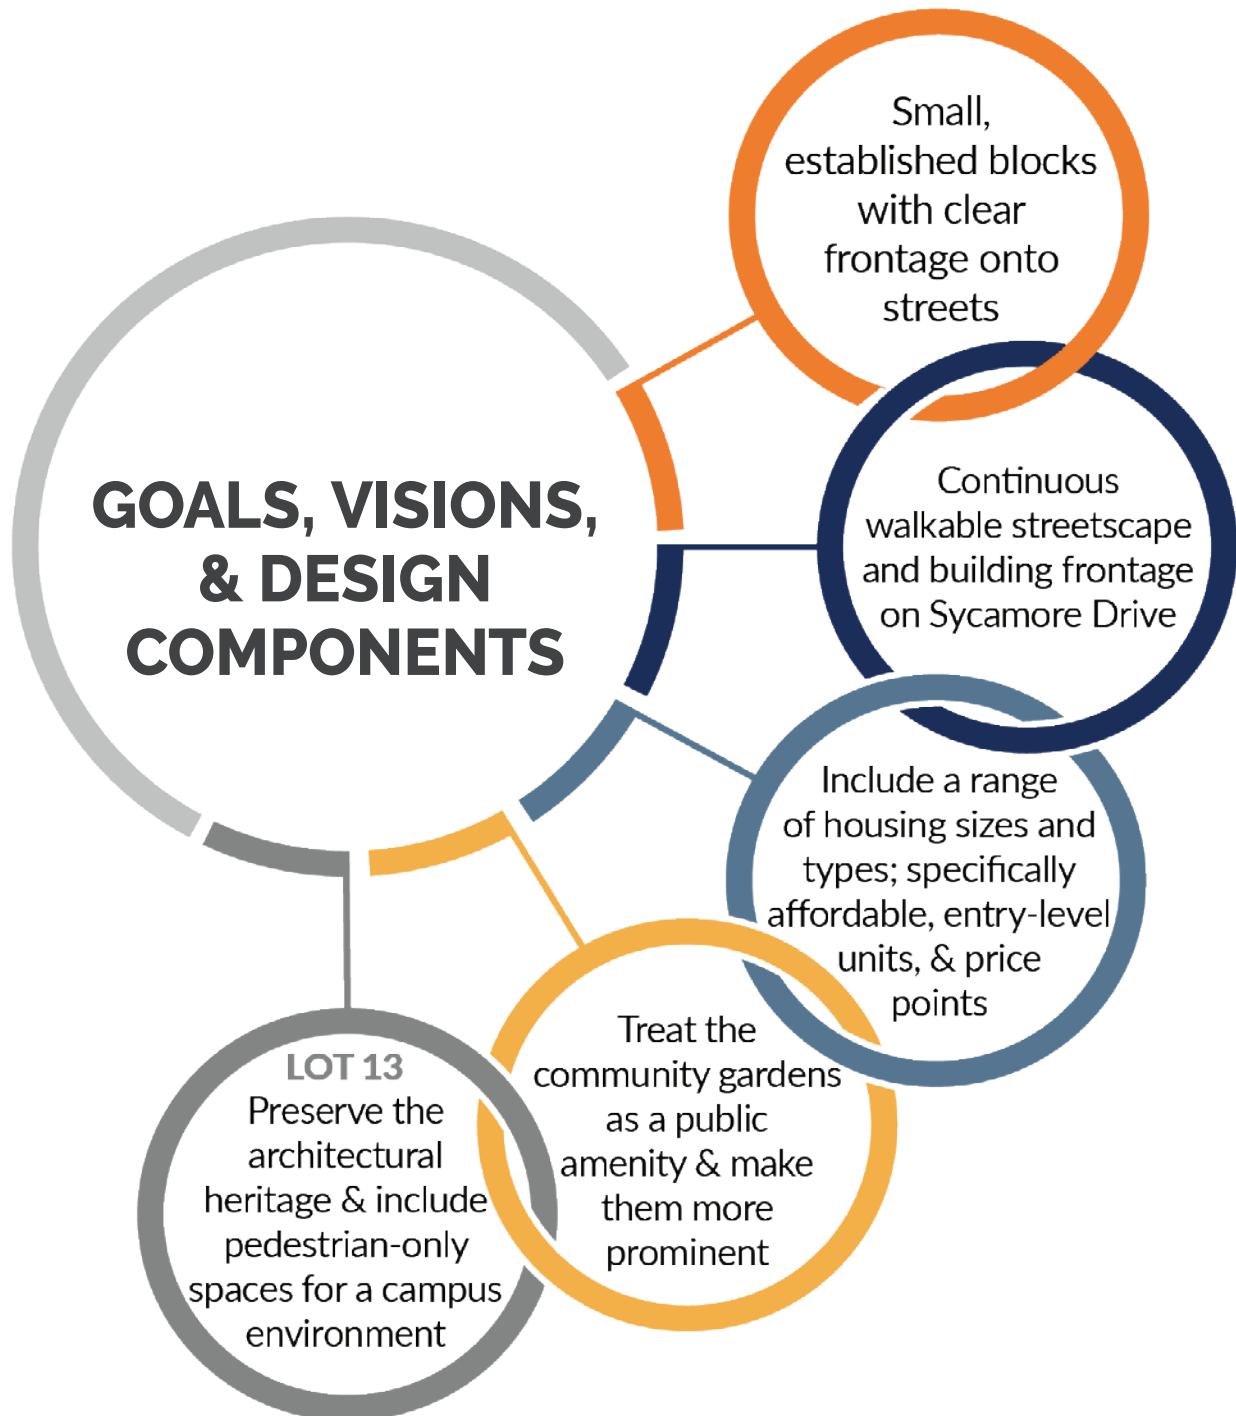 GOALS, VISIONS,
& DESIGN
COMPONENTS
Small,
established blocks
with clear
frontage onto
streets
Continuous
walkable streetscape
and building frontage
on Sycamore Drive
Include a range
of housing sizes and
types; specifically
affordable, entry-level
units, & price
points
Treat the
community gardens
as a public
amenity & make
them more
prominent
LOT 13
Preserve the
architectural
heritage & include
pedestrian-only
spaces for a campus
environment